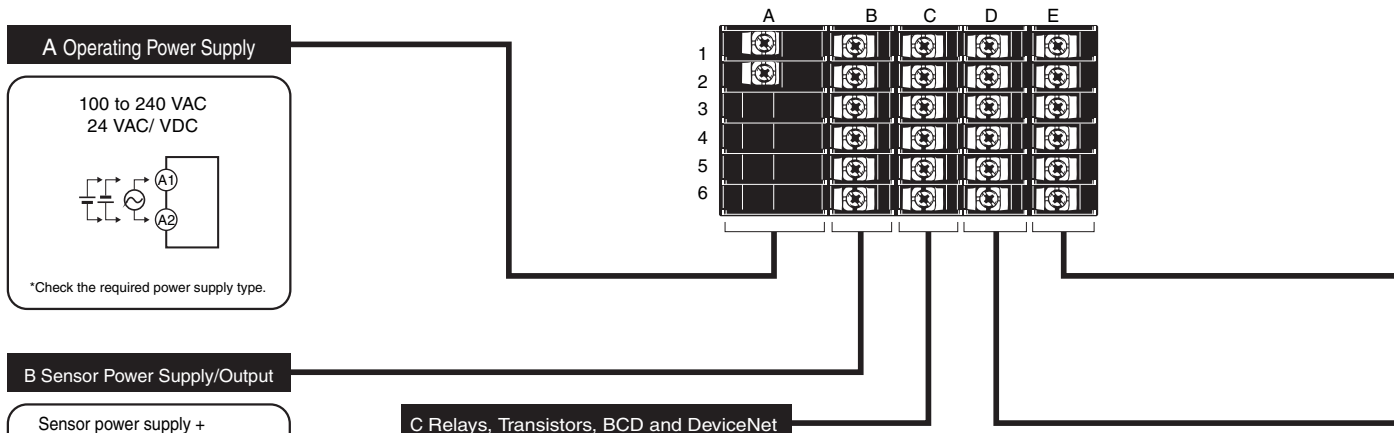 A B C D E
A Operating Power Supply
1
2
3
4
5
6
100 to 240 VAC
24 VAC/ VDC
A1
A2
*Check the required power supply type.
B Sensor Power Supply/Output
Sensor power supply +
C Relays, Transistors, BCD and DeviceNet